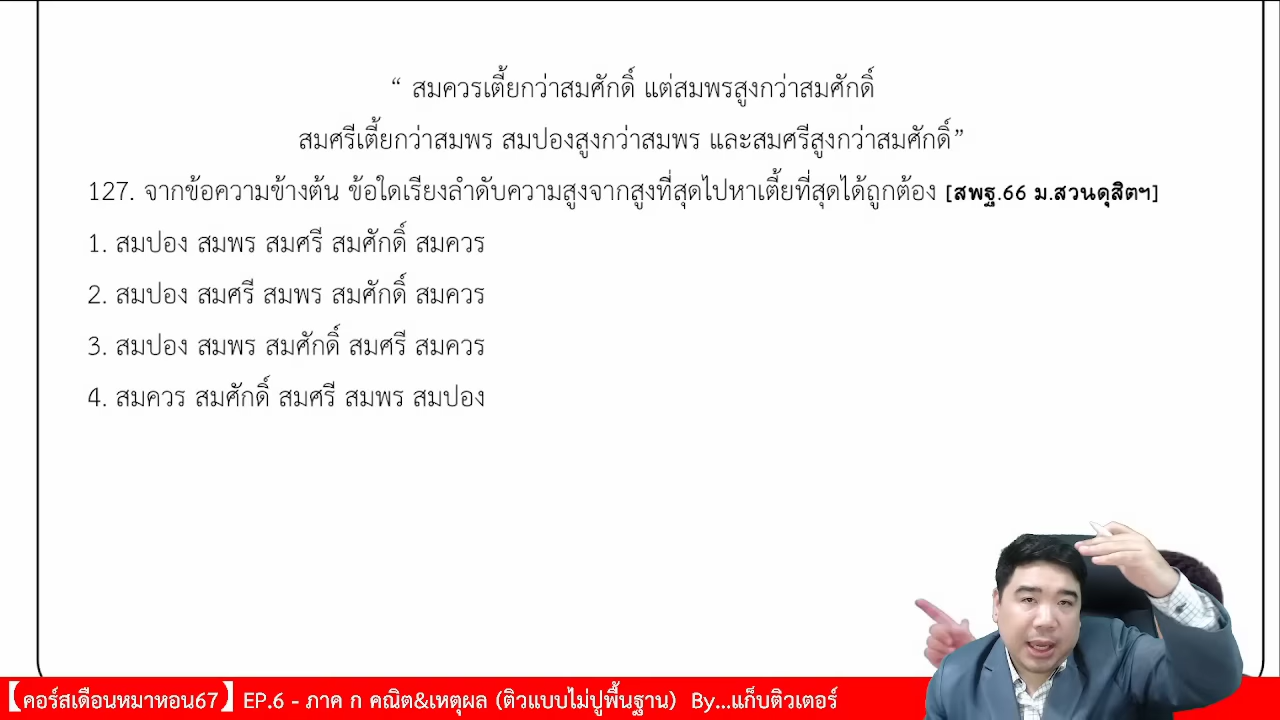 “ สมควรเตี้ยกว่าสมศักดิ์ แต่สมพรสูงกว่าสมศักดิ์
สมศรีเตี้ยกว่าสมพร สมปองสูงกว่าสมพร และสมศรีสูงกว่าสมศักดิ์”
127. จากข้อความข้างต้น ข้อใดเรียงลำดับความสูงจากสูงที่สุดไปหาเตี้ยที่สุดได้ถูกต้อง [สพฐ.66 ม.สวนดุสิตฯ]
1. สมปอง สมพร สมศรี สมศักดิ์ สมควร
2. สมปอง สมศรี สมพร สมศักดิ์ สมควร
3. สมปอง สมพร สมศักดิ์ สมศรี สมควร
4. สมควร สมศักดิ์ สมศรี สมพร สมปอง
【คอร์สเดือนหมาหอน67】 EP.6 - ภาค ก คณิต&เหตุผล (ติวแบบไม่ปูพื้นฐาน) By...แก็บติวเตอร์